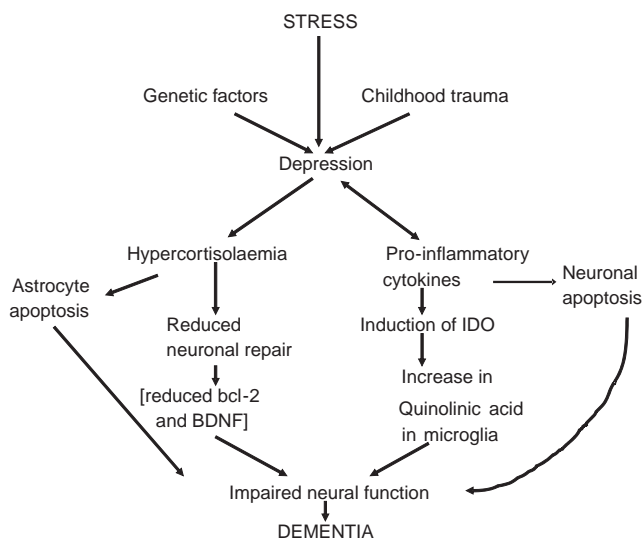 STRESS
Genetic factors
Childhood trauma
Depression
Hypercortisolaemia
Pro-inflammatory
cytokines
Neuronal
apoptosis
Astrocyte
apoptosis
Reduced
neuronal repair
Induction of IDO
[reduced bcl-2
and BDNF]
Increase in
Quinolinic acid
in microglia
Impaired neural function
DEMENTIA